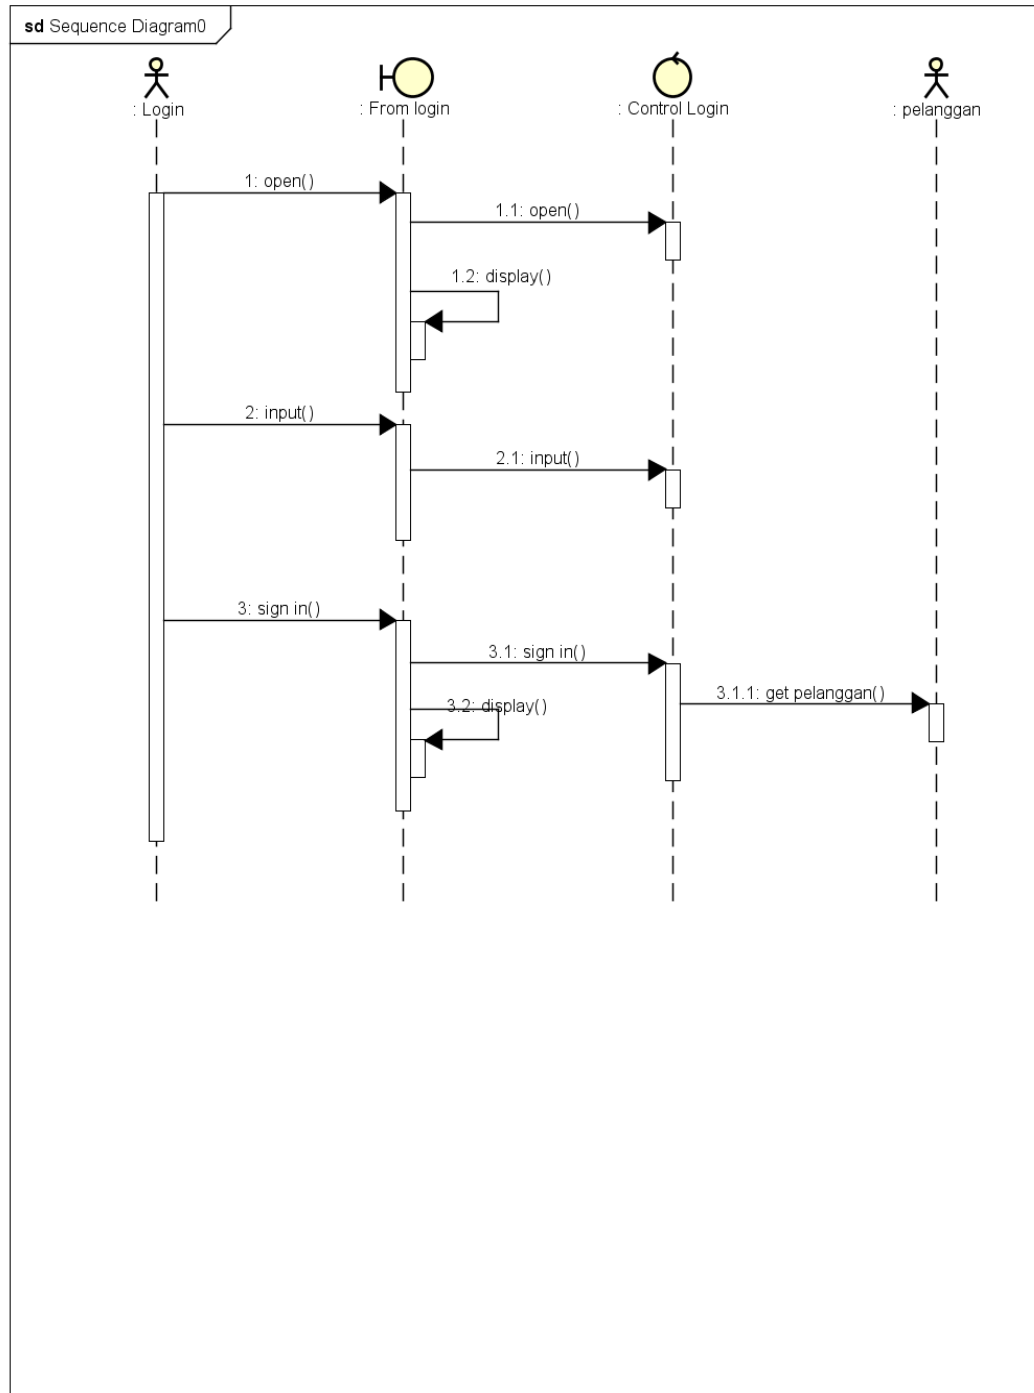 sd Sequence Diagram0
: Login
: From login
: Control Login
: pelanggan
1: open()
1.1: open()
1.2: display()
2: input()
2.1: input()
3: sign in()
3.1: sign in()
3.1.1: get pelanggan()
3.2: display()